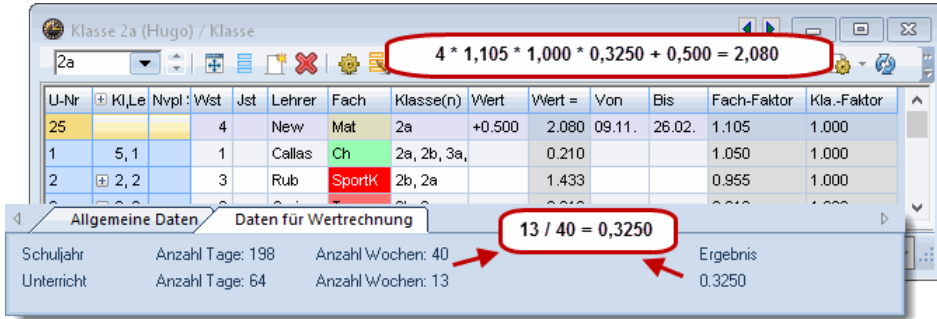 Klasse 2a (Hugo) / Klasse
2a
4 * 1,105 * 1,000 * 0,3250 + 0,500 = 2,080
U-Nr Kl,Le Nvpl Wst Jst Lehrer Fach Klasse(n) Wert Wert = Von Bis Fach-Faktor Kla.-Faktor
25 4 New Mat 2a +0.500 2.080 09.11. 26.02. 1.105 1.000
1 5, 1 1 Callas Ch 2a, 2b, 3a, 0.210 1.050 1.000
2 2, 2 3 Rub SportK 2b, 2a 1.433 0.955 1.000
Allgemeine Daten Daten für Wertrechnung
13 / 40 = 0,3250
Schuljahr Anzahl Tage: 198 Anzahl Wochen: 40 Ergebnis
Unterricht Anzahl Tage: 64 Anzahl Wochen: 13 0.3250